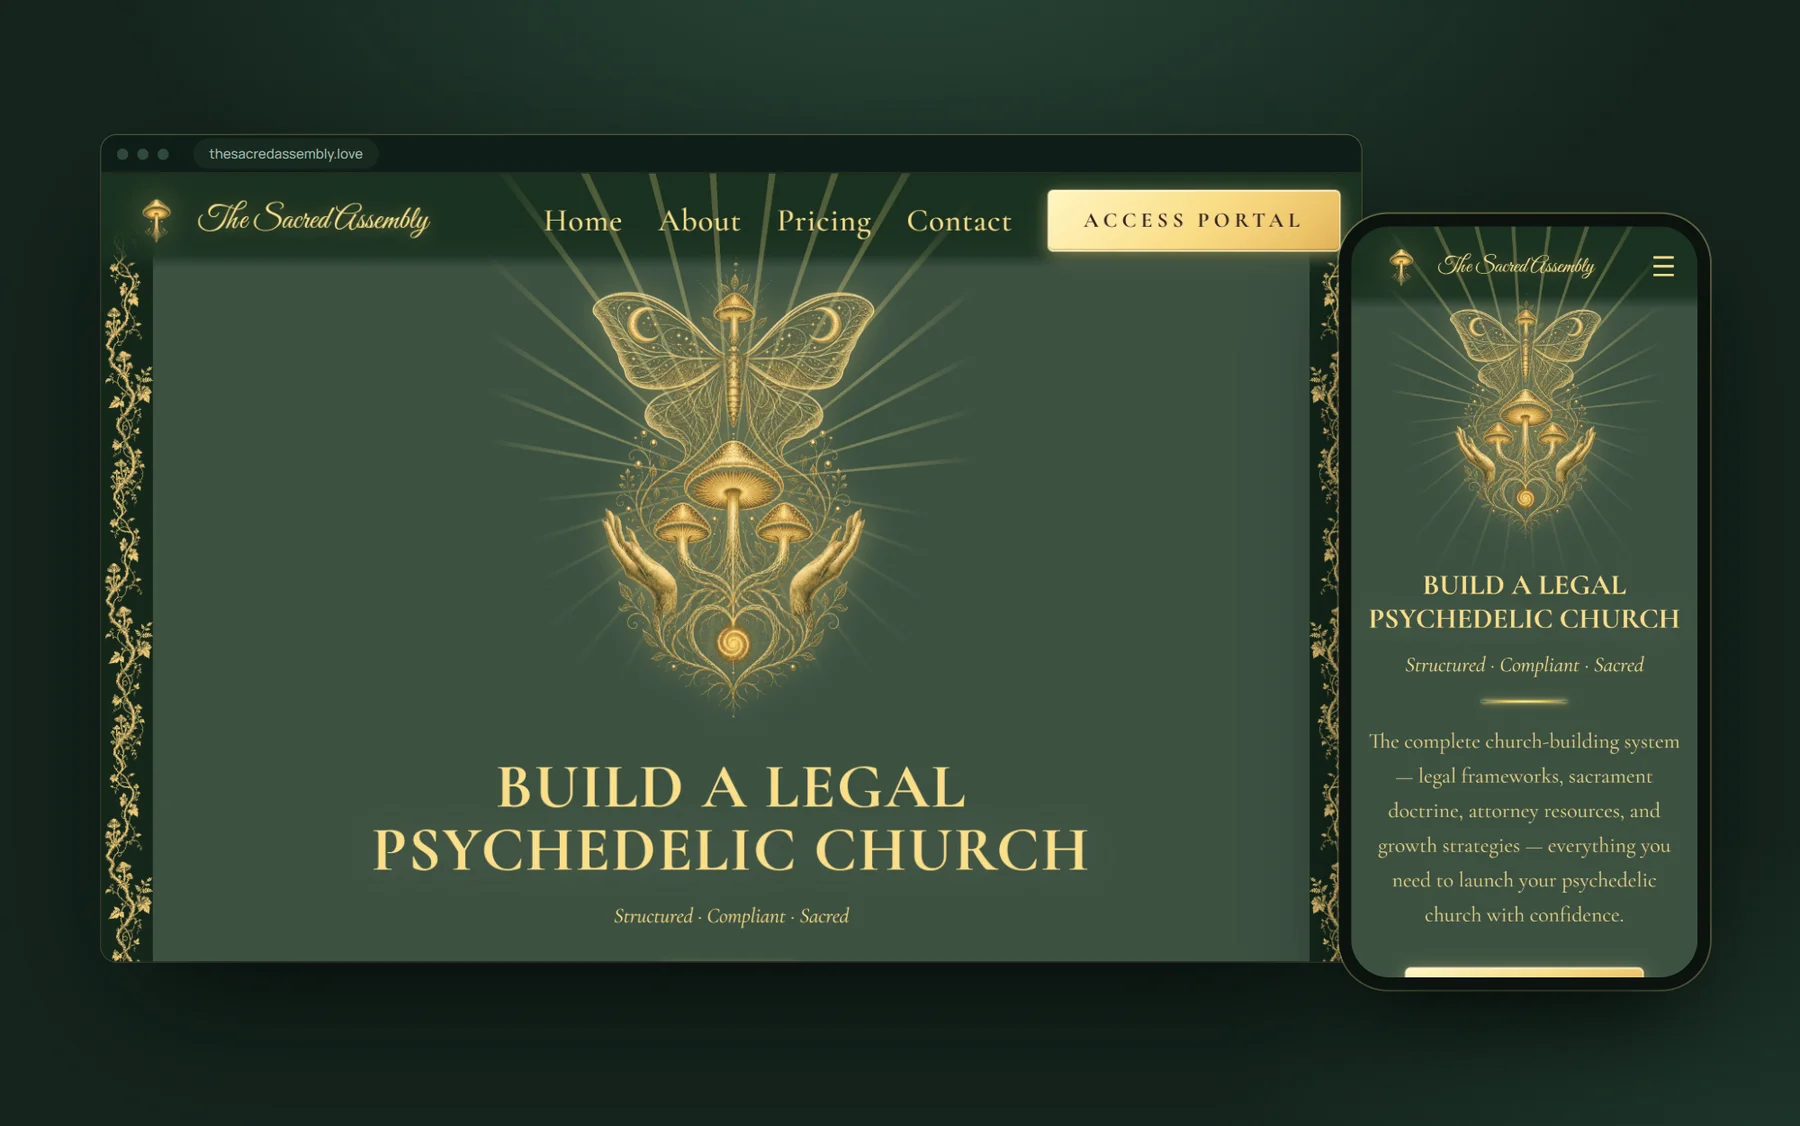 thesacredassembly.love
The Sacred Assembly
Home
About
Pricing
Contact
ACCESS PORTAL
BUILD A LEGAL
PSYCHEDELIC CHURCH
Structured · Compliant · Sacred
The Sacred Assembly
BUILD A LEGAL
PSYCHEDELIC CHURCH
Structured · Compliant · Sacred
The complete church-building system
— legal frameworks, sacrament
doctrine, attorney resources, and
growth strategies — everything you
need to launch your psychedelic
church with confidence.